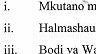 i. Mkutano m
ii. Halmashau
iii. Bodi ya Wa